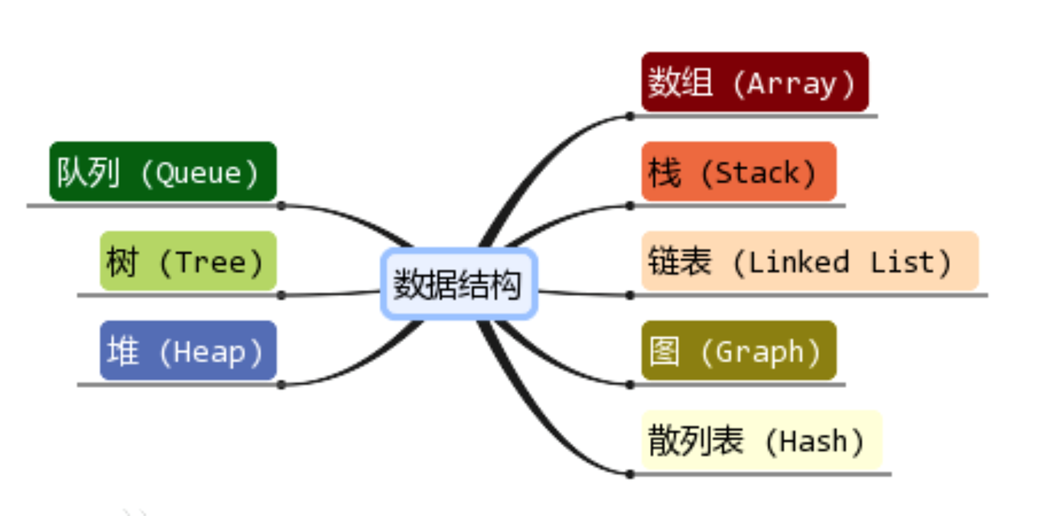 数组 (Array)
队列 (Queue)
栈 (Stack)
树 (Tree)
链表 (Linked List)
数据结构
堆 (Heap)
图 (Graph)
散列表 (Hash)